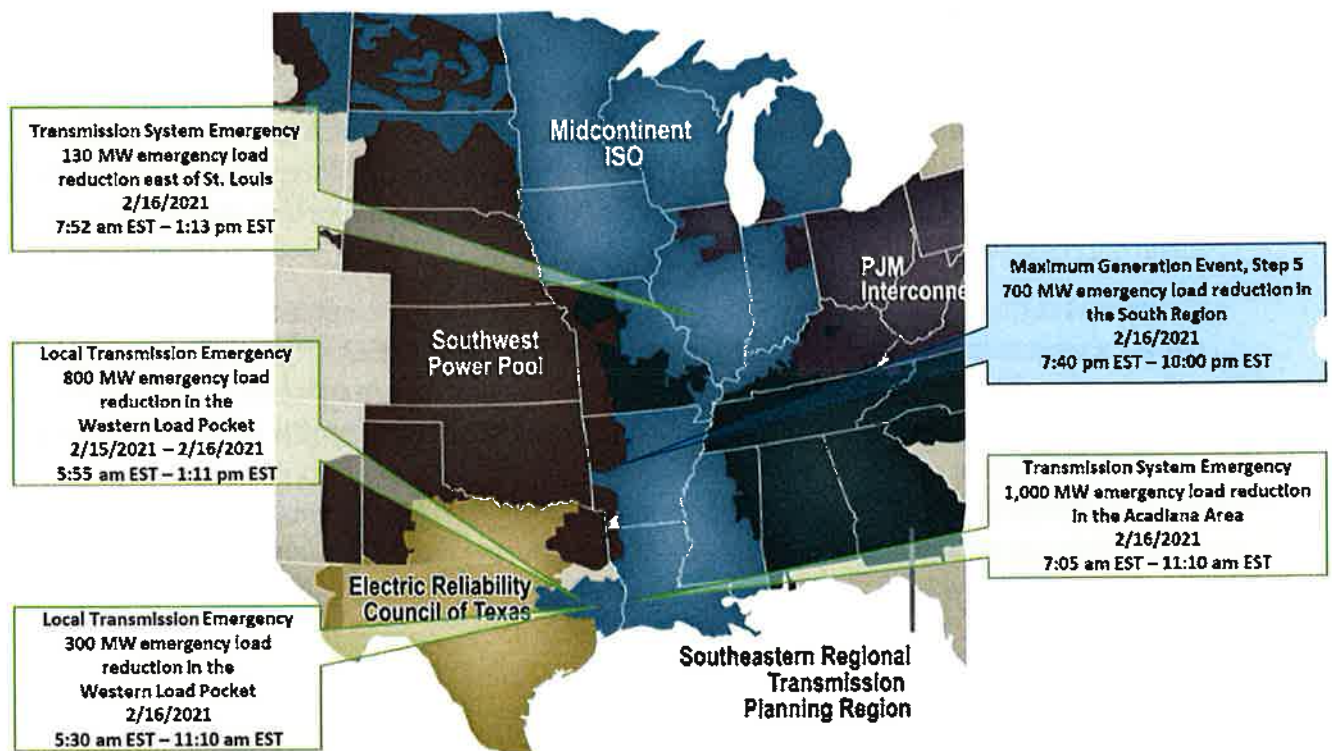 Transmission System Emergency
130 MW emergency load
reduction east of St. Louis
2/16/2021
7:52 am EST – 1:13 pm EST
Local Transmission Emergency
800 MW emergency load
reduction in the
Western Load Pocket
2/15/2021 – 2/16/2021
5:55 am EST – 1:11 pm EST
Local Transmission Emergency
300 MW emergency load
reduction in the
Western Load Pocket
2/16/2021
5:30 am EST – 11:10 am EST
Midcontinent
ISO
Southwest
Power Pool
Electric Reliability
Council of Texas
PJM
Interconne
Southeastern Regional
Transmission
Planning Region
Maximum Generation Event, Step 5
700 MW emergency load reduction in
the South Region
2/16/2021
7:40 pm EST – 10:00 pm EST
Transmission System Emergency
1,000 MW emergency load reduction
in the Acadiana Area
2/16/2021
7:05 am EST – 11:10 am EST